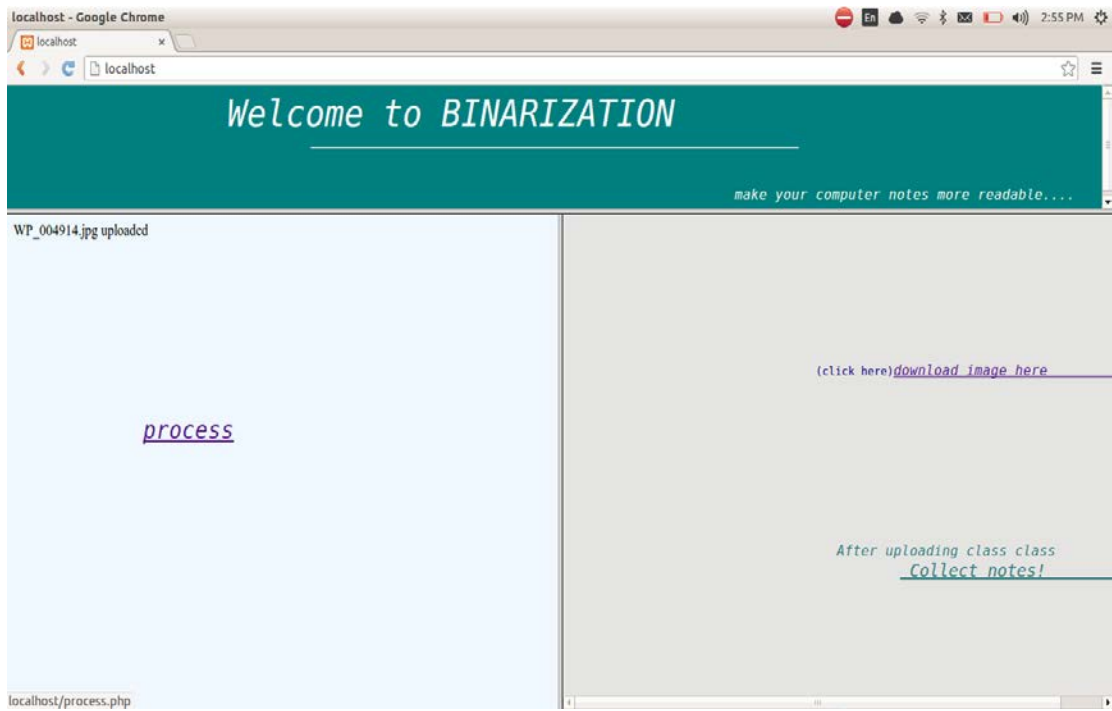 localhost - Google Chrome
En
2:55 PM
localhost
localhost
Welcome to BINARIZATION
make your computer notes more readable....
WP_004914.jpg uploaded
(click here)download image here
process
After uploading class class
Collect notes!
localhost/process.php